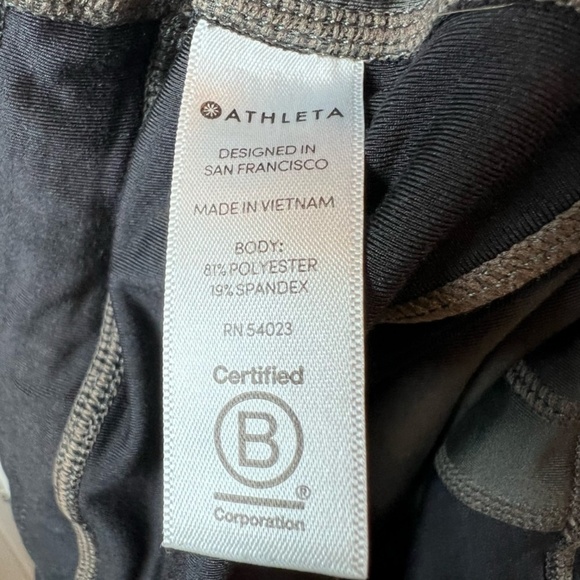 ATHLETA
DESIGNED IN
SAN FRANCISCO
MADE IN VIETNAM
BODY:
81% POLYESTER
19% SPANDEX
RN 54023
Certified
B
®
Corporation